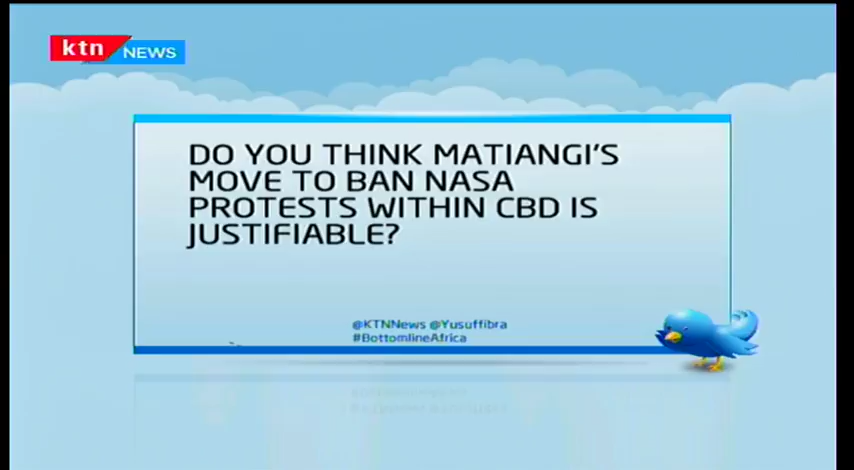 ktn NEWS
DO YOU THINK MATIANGI'S
MOVE TO BAN NASA
PROTESTS WITHIN CBD IS
JUSTIFIABLE?
@KTNNews @Yusuffibra
#BottomlineAfrica